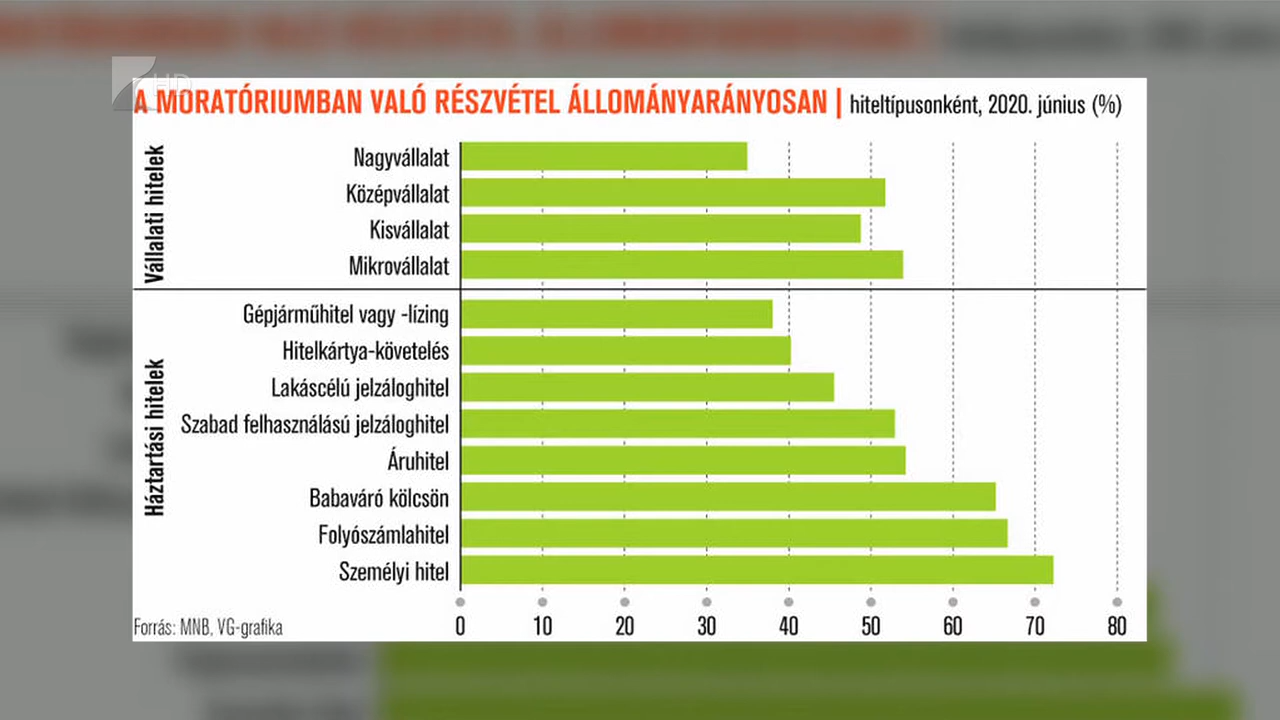 HD
A MORATÓRIUMBAN VALÓ RÉSZVÉTEL ÁLLOMÁNYARÁNYOSAN | hiteltípusonként, 2020. június (%)
Vállalati hitelek
Nagyvállalat
Középvállalat
Kisvállalat
Mikrovállalat
Háztartási hitelek
Gépjárműhitel vagy -lízing
Hitelkártya-követelés
Lakáscélú jelzáloghitel
Szabad felhasználású jelzáloghitel
Áruhitel
Babaváró kölcsön
Folyószámlahitel
Személyi hitel
0 10 20 30 40 50 60 70 80
Forrás: MNB, VG-grafika